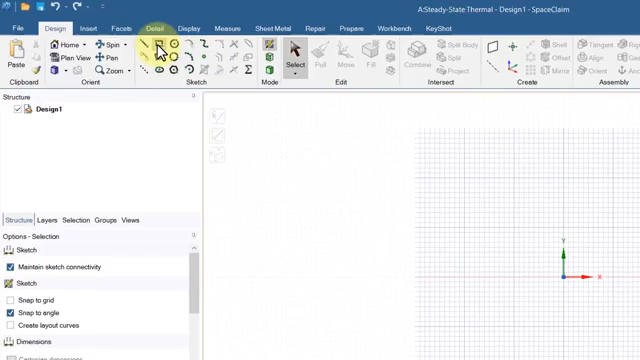 A:Steady-State Thermal - Design1 - SpaceClaim
File Design Insert Facets Detail Display Measure Sheet Metal Repair Prepare Workbench KeyShot
Home Spin
Plan View Pan
Zoom
Paste
Select Pull Move Fill
Combine
Split Body
Split
Project
Shell
Offset
Mirror
Clipboard Orient Sketch Mode Edit Intersect Create Assembly
Structure
Design1
Structure Layers Selection Groups Views
Options - Selection
Sketch
Maintain sketch connectivity
Sketch
Snap to grid
Snap to angle
Create layout curves
Dimensions
Cartesian dimensions
Y
X